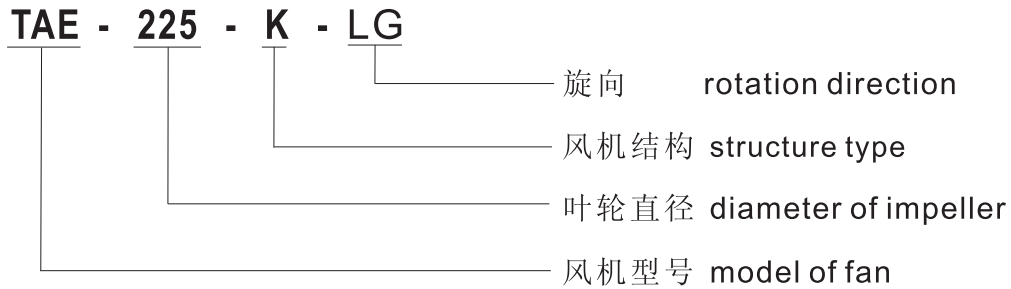 TAE - 225 - K - LG
旋向 rotation direction
风机结构 structure type
叶轮直径 diameter of impeller
风机型号 model of fan